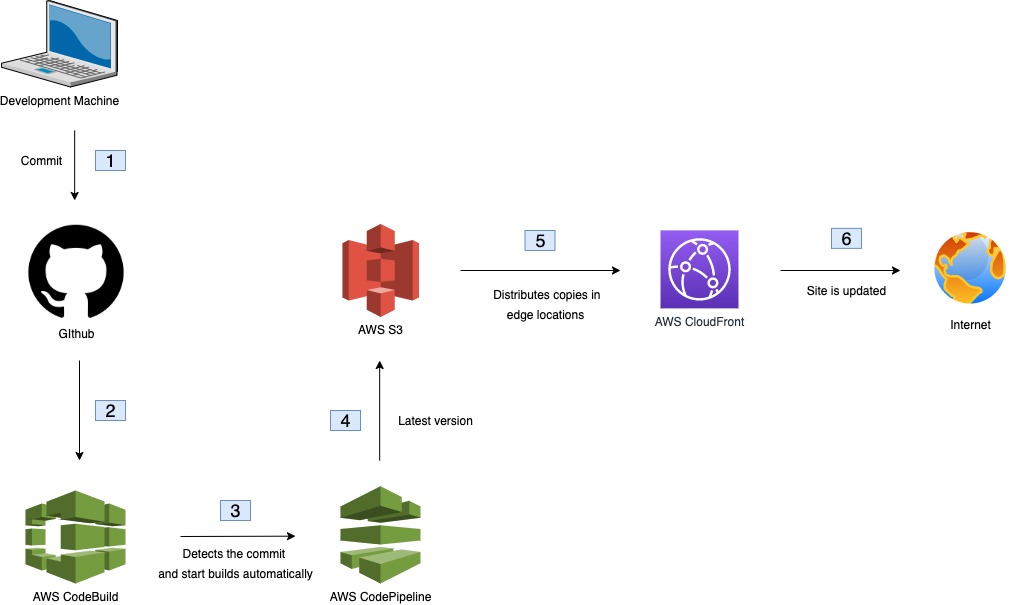 Development Machine
Commit
1
GIthub
2
AWS CodeBuild
3
Detects the commit
and start builds automatically
AWS CodePipeline
4
Latest version
AWS S3
5
Distributes copies in
edge locations
AWS CloudFront
6
Site is updated
Internet